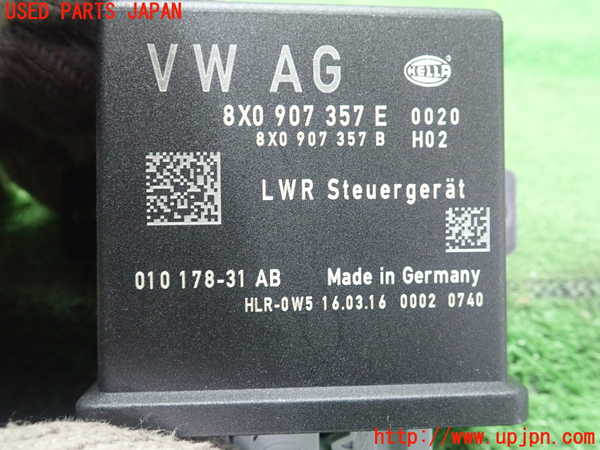 USED PARTS JAPAN
VW AG
HELLA
8X0 907 357 E 0020
8X0 907 357 B H02
LWR Steuergerät
010 178-31 AB Made in Germany
HLR-0W5 16.03.16 0002 0740
http://www.upjpn.com